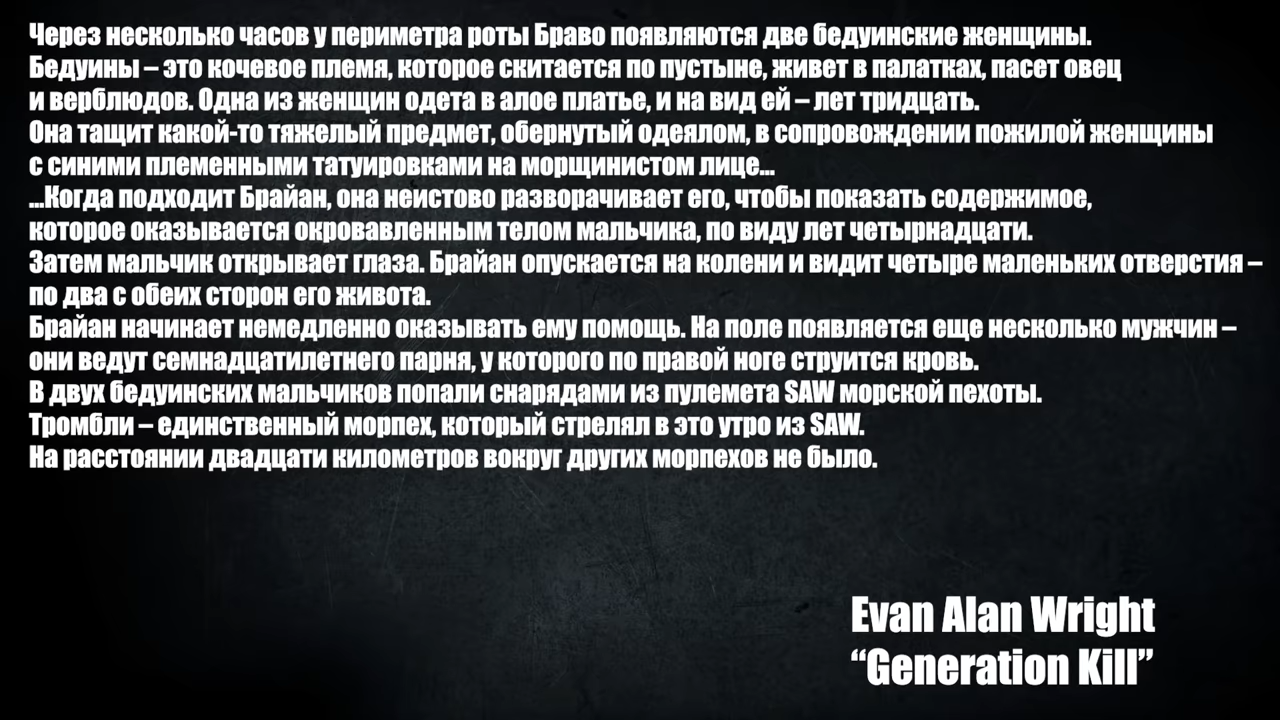 Через несколько часов у периметра роты Браво появляются две бедуинские женщины.
Бедуины – это кочевое племя, которое скитается по пустыне, живет в палатках, пасет овец
и верблюдов. Одна из женщин одета в алое платье, и на вид ей – лет тридцать.
Она тащит какой-то тяжелый предмет, обернутый одеялом, в сопровождении пожилой женщины
с синими племенными татуировками на морщинистом лице...
...Когда подходит Брайан, она неистово разворачивает его, чтобы показать содержимое,
которое оказывается окровавленным телом мальчика, по виду лет четырнадцати.
Затем мальчик открывает глаза. Брайан опускается на колени и видит четыре маленьких отверстия –
по два с обеих сторон его живота.
Брайан начинает немедленно оказывать ему помощь. На поле появляется еще несколько мужчин –
они ведут семнадцатилетнего парня, у которого по правой ноге струится кровь.
В двух бедуинских мальчиков попали снарядами из пулемета SAW морской пехоты.
Тромбли – единственный морпех, который стрелял в это утро из SAW.
На расстоянии двадцати километров вокруг других морпехов не было.
Evan Alan Wright
“Generation Kill”